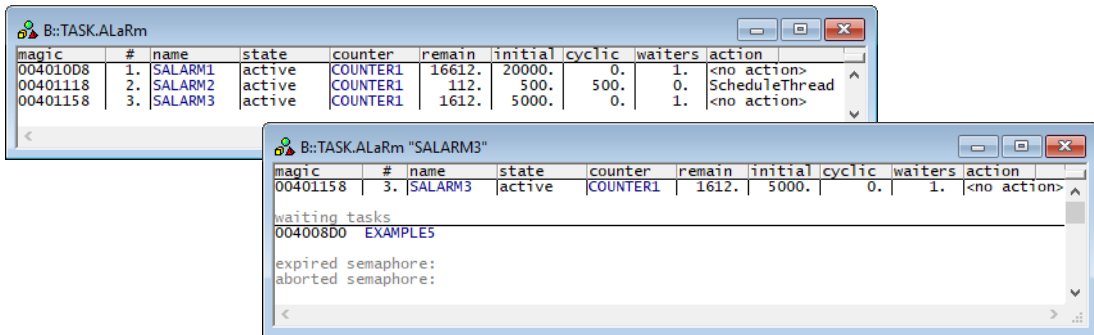 B::TASK.ALaRm
magic # name state counter remain initial cyclic waiters action
004010D8 1. SALARM1 active COUNTER1 16612. 20000. 0. 1. <no action>
00401118 2. SALARM2 active COUNTER1 112. 500. 500. 0. ScheduleThread
00401158 3. SALARM3 active COUNTER1 1612. 5000. 0. 1. <no action>
B::TASK.ALaRm "SALARM3"
magic # name state counter remain initial cyclic waiters action
00401158 3. SALARM3 active COUNTER1 1612. 5000. 0. 1. <no action>
waiting tasks
004008D0 EXAMPLE5
expired semaphore:
aborted semaphore: